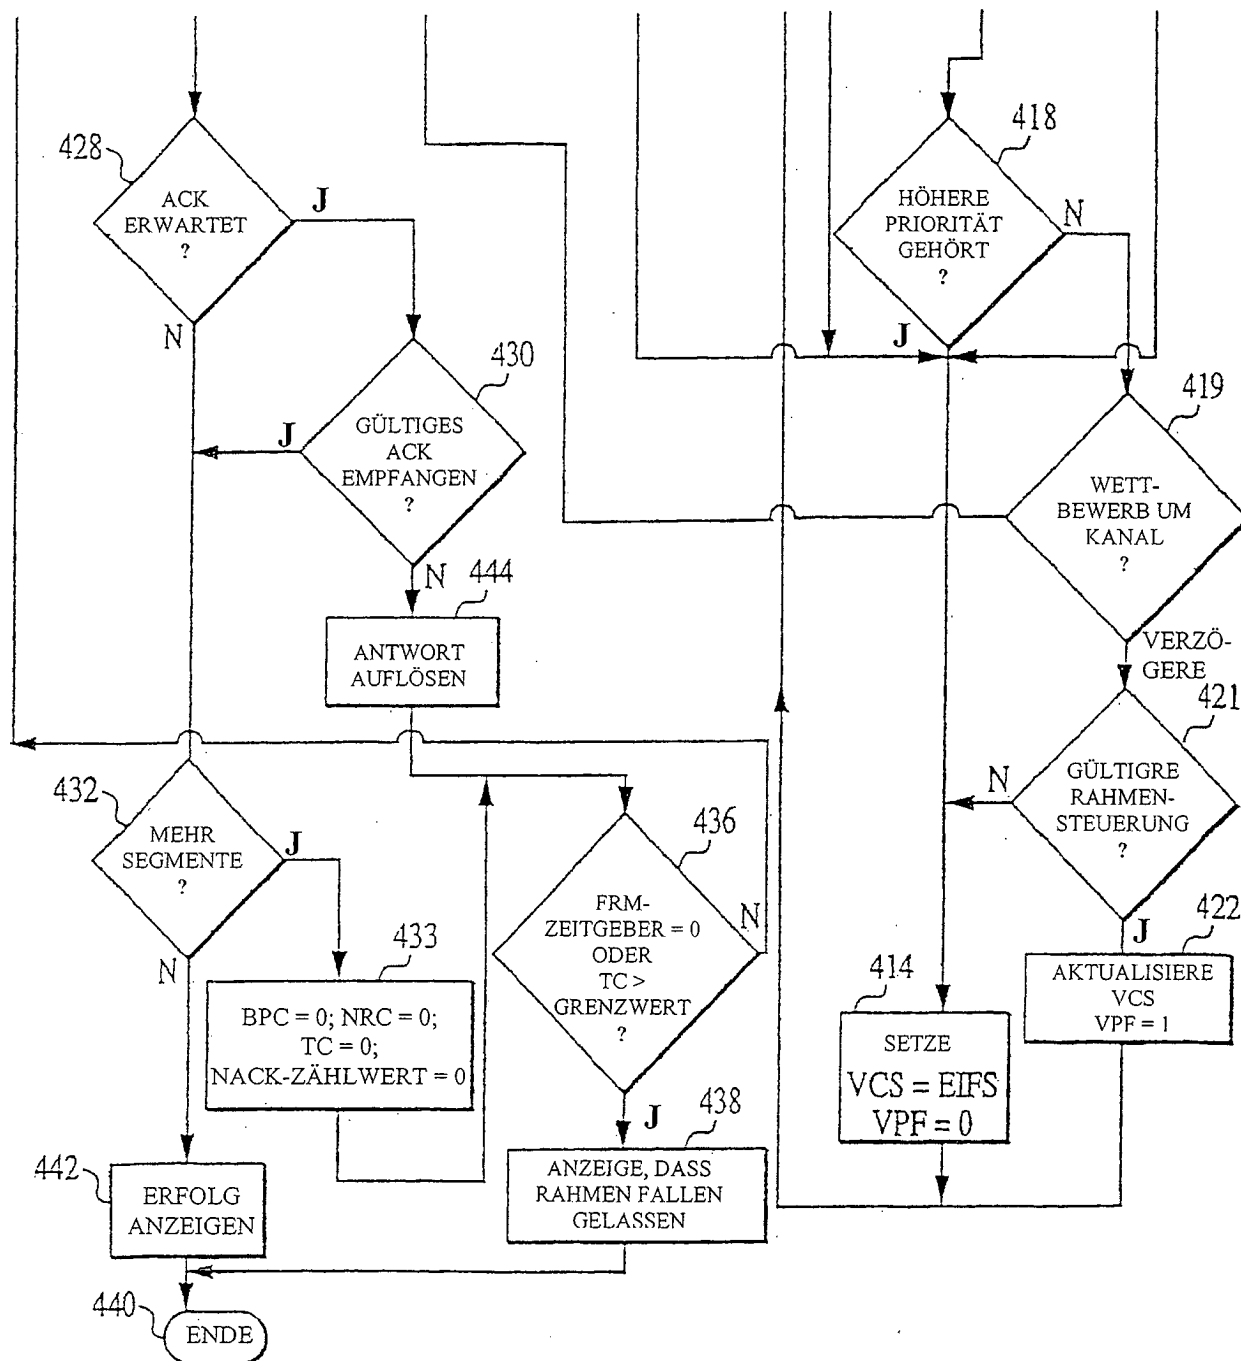 428
ACK
ERWARTET
?
J
N
418
HÖHERE
PRIORITÄT
GEHÖRT
?
N
J
430
GÜLTIGES
ACK
EMPFANGEN
?
J
N
419
WETT-
BEWERB UM
KANAL
?
VERZÖ-
GERE
444
ANTWORT
AUFLÖSEN
421
GÜLTIGRE
RAHMEN-
STEUERUNG
?
N
J
432
MEHR
SEGMENTE
?
J
N
436
FRM-
ZEITGEBER = 0
ODER
TC >
GRENZWERT
?
N
J
433
BPC = 0; NRC = 0;
TC = 0;
NACK-ZÄHLWERT = 0
414
SETZE
VCS = EIFS
VPF = 0
422
AKTUALISIERE
VCS
VPF = 1
442
ERFOLG
ANZEIGEN
438
ANZEIGE, DASS
RAHMEN FALLEN
GELASSEN
440
ENDE